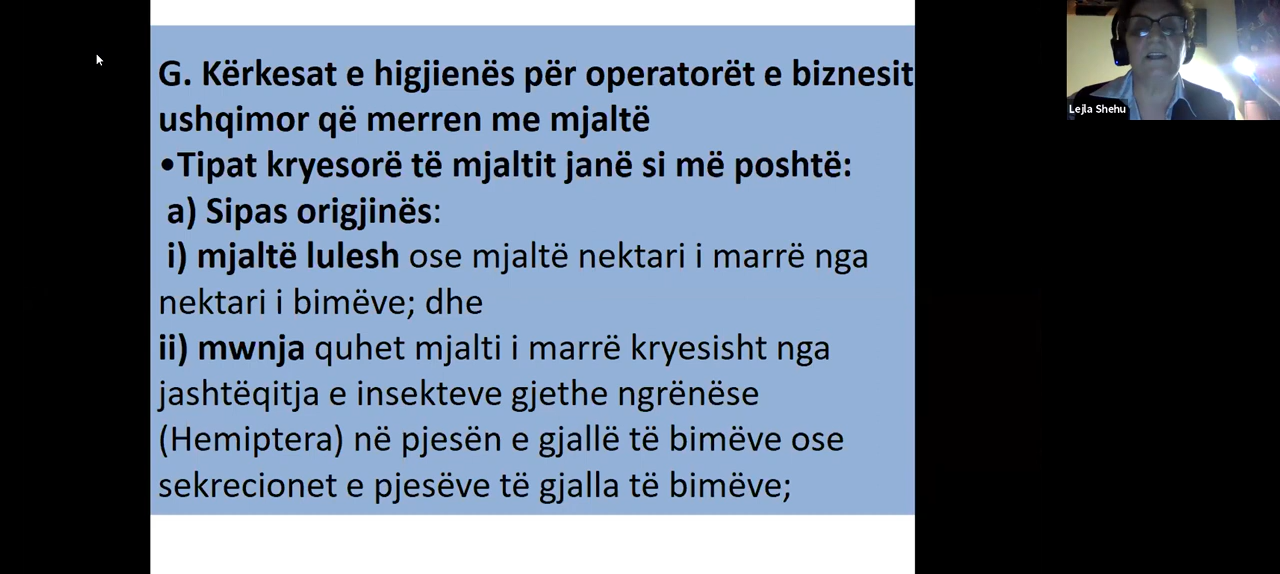 G. Kërkesat e higjienës për operatorët e biznesit
ushqimor që merren me mjaltë
•Tipat kryesorë të mjaltit janë si më poshtë:
a) Sipas origjinës:
i) mjaltë lulesh ose mjaltë nektari i marrë nga
nektari i bimëve; dhe
ii) mwnja quhet mjalti i marrë kryesisht nga
jashtëqitja e insekteve gjethe ngrënëse
(Hemiptera) në pjesën e gjallë të bimëve ose
sekrecionet e pjesëve të gjalla të bimëve;
Lejla Shehu